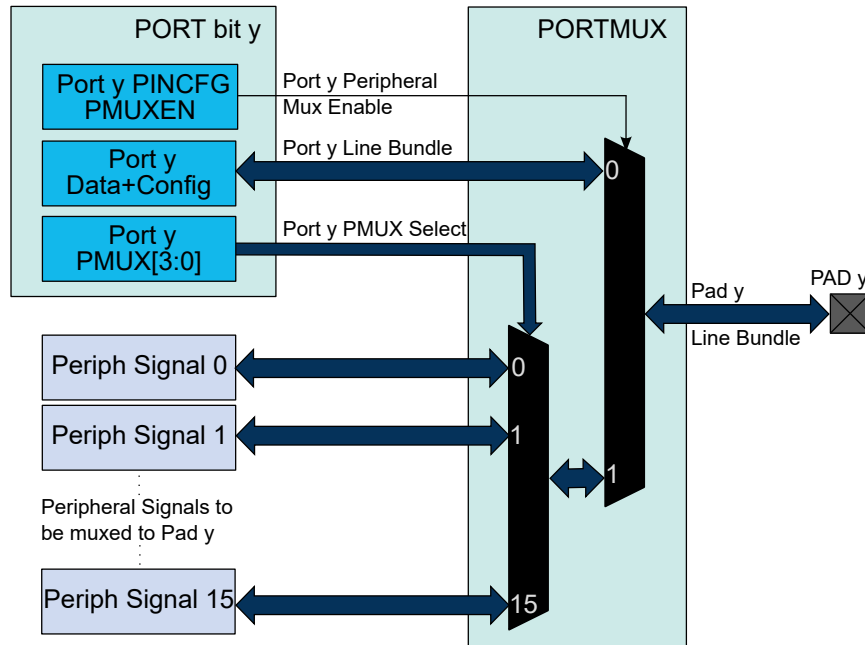 PORT bit y
PORTMUX
Port y PINCFG
PMUXEN
Port y Peripheral
Mux Enable
Port y
Data+Config
Port y Line Bundle
0
Port y
PMUX[3:0]
Port y PMUX Select
Pad y
Line Bundle
PAD y
Periph Signal 0
0
Periph Signal 1
1
1
Peripheral Signals to
be muxed to Pad y
Periph Signal 15
15